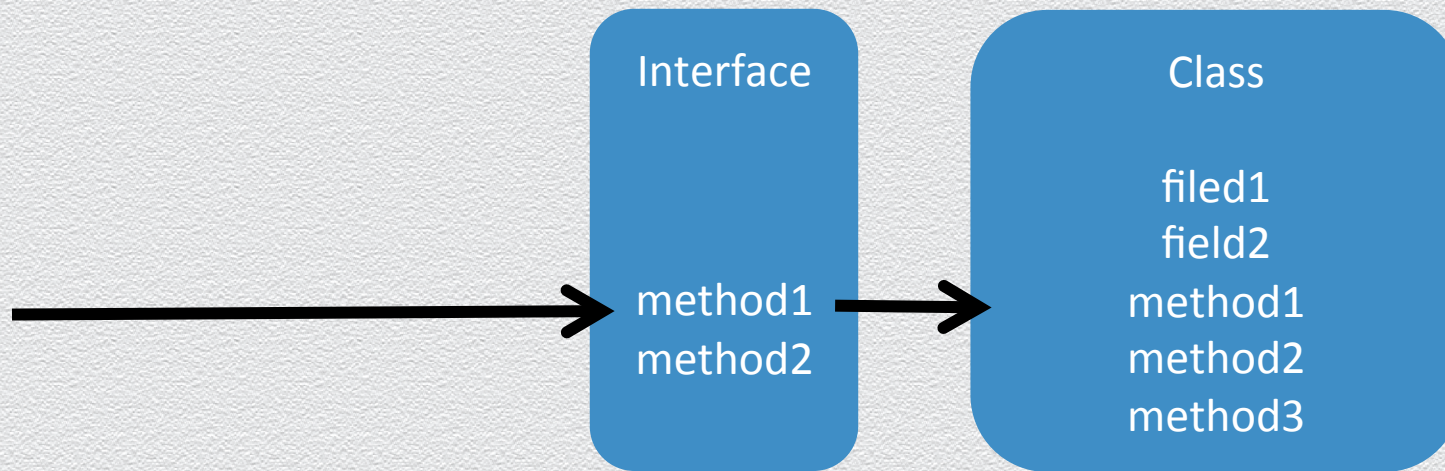 Interface
method1
method2
Class
filed1
field2
method1
method2
method3